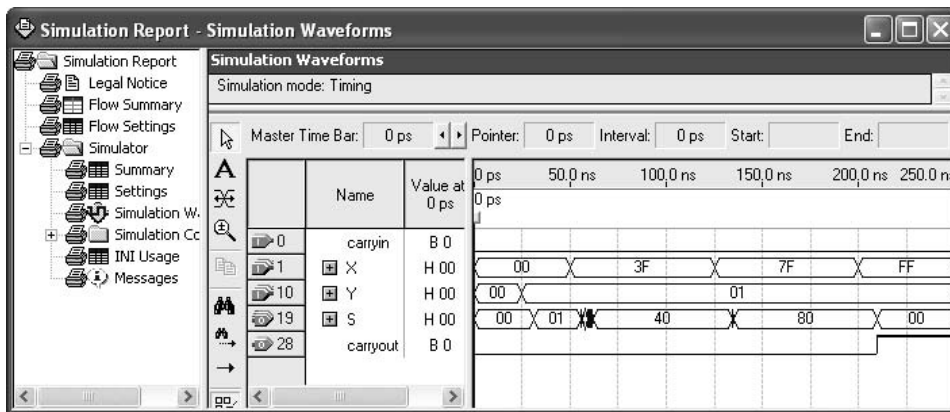 Simulation Report - Simulation Waveforms
Simulation Report
Legal Notice
Flow Summary
Flow Settings
Simulator
Summary
Settings
Simulation W
Simulation Cc
INI Usage
Messages
Simulation Waveforms
Simulation mode: Timing
Master Time Bar: 0 ps Pointer: 0 ps Interval: 0 ps Start: End:
Name Value at 0 ps
0 ps 50.0 ns 100.0 ns 150.0 ns 200.0 ns 250.0 n
0 ps
0 carryin B 0
1 X H 00 00 3F 7F FF
10 Y H 00 00 01
19 S H 00 00 01 40 80 00
28 carryout B 0